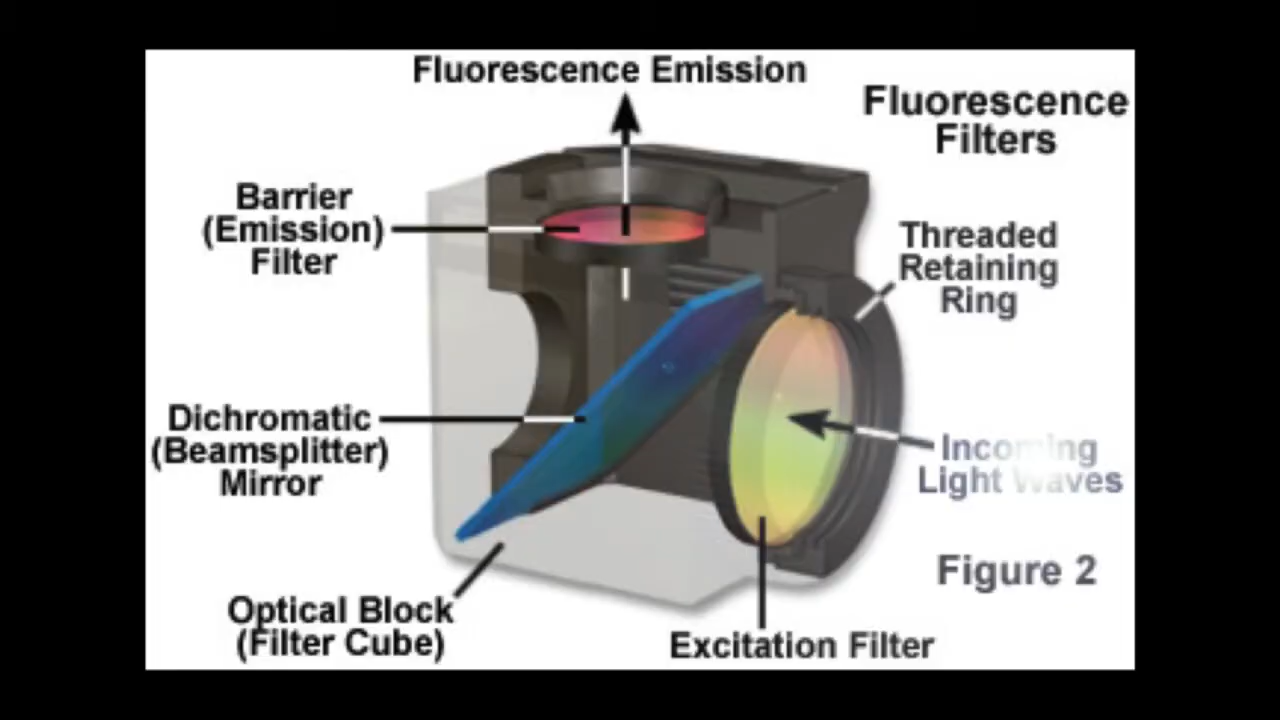 Fluorescence Emission
Fluorescence
Filters
Barrier
(Emission)
Filter
Threaded
Retaining
Ring
Dichromatic
(Beamsplitter)
Mirror
Incoming
Light Waves
Figure 2
Optical Block
(Filter Cube)
Excitation Filter